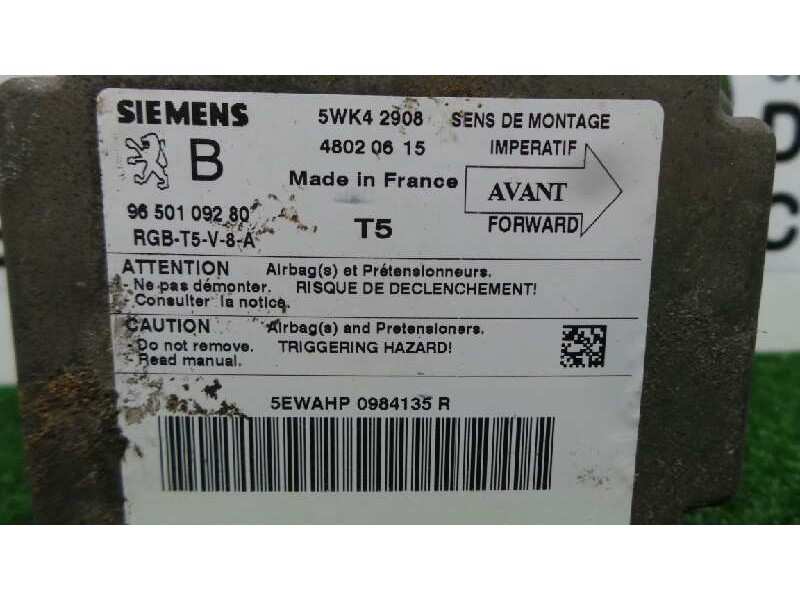 SIEMENS 5WK4 2908 SENS DE MONTAGE
B 4802 06 15 IMPERATIF
Made in France AVANT
96 501 092 80 T5 FORWARD
RGB-T5-V-8-A
ATTENTION Airbag(s) et Prétensionneurs.
- Ne pas démonter. RISQUE DE DECLENCHEMENT!
- Consulter la notice.
CAUTION Airbag(s) and Pretensioners.
- Do not remove. TRIGGERING HAZARD!
Read manual.
5EWAHP 0984135 R